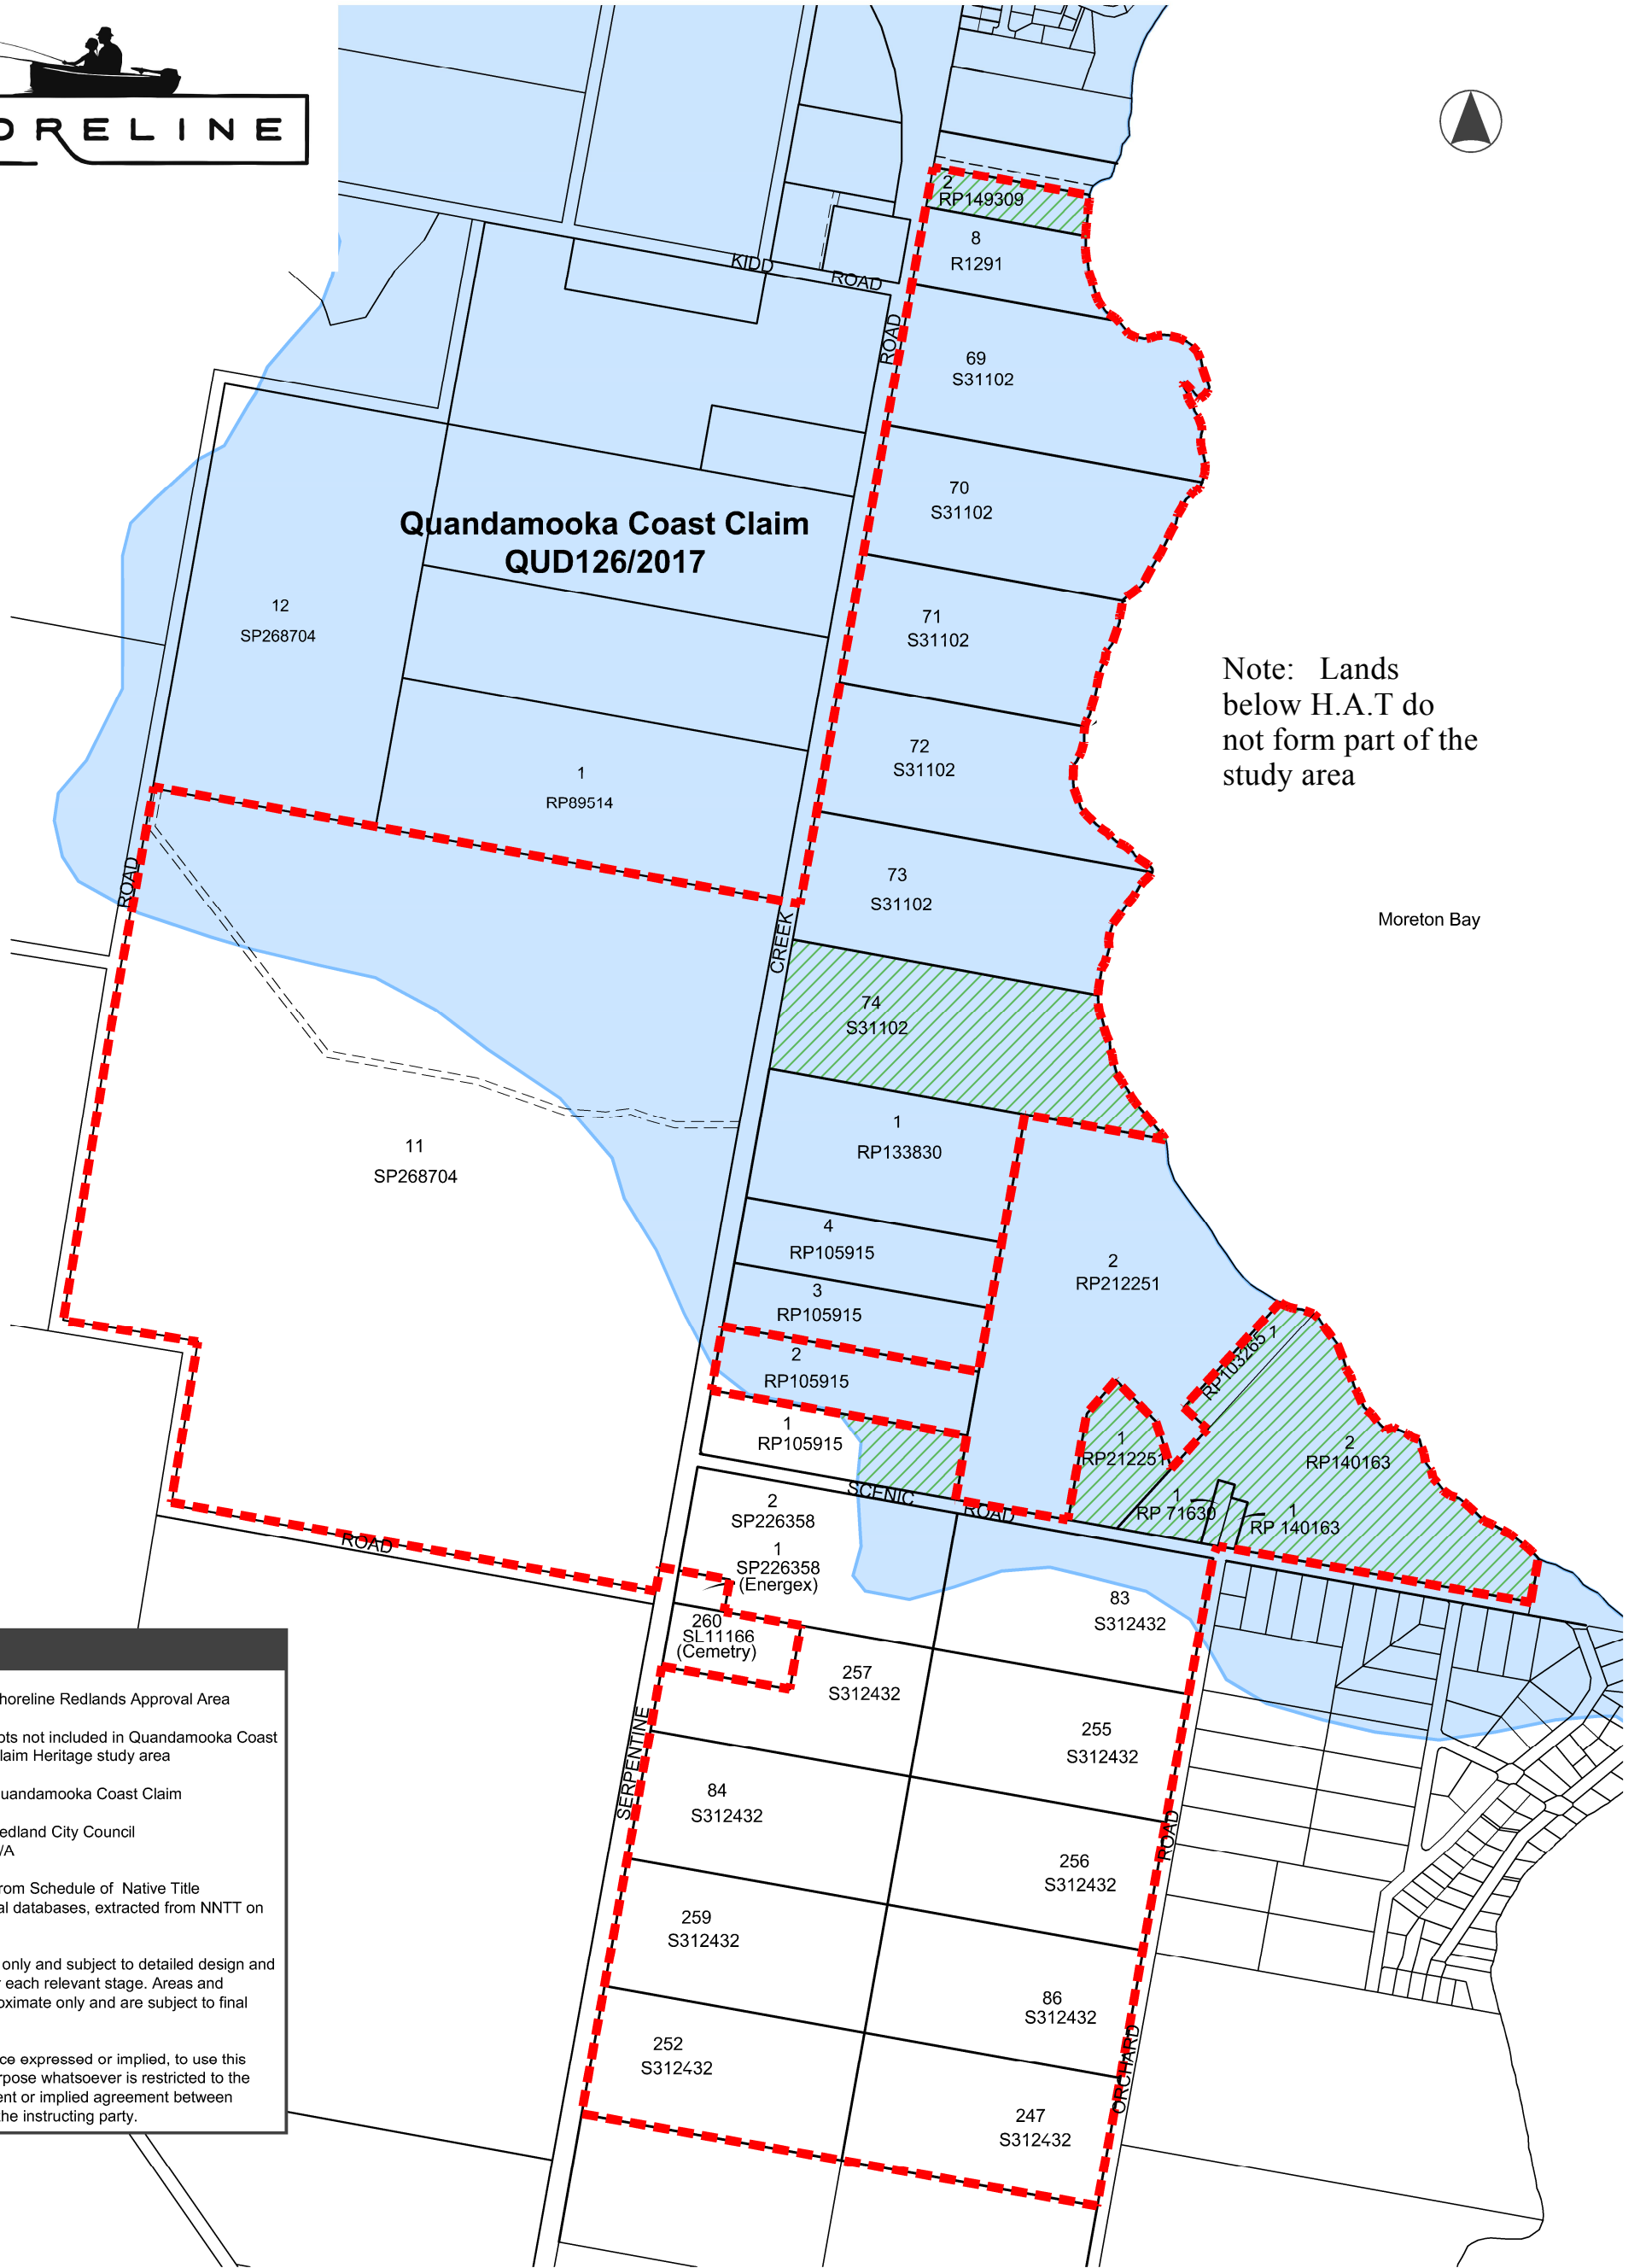 ORELINE
2
RP149309
8
R1291
KIDD ROAD
ROAD
69
S31102
70
S31102
Quandamooka Coast Claim
QUD126/2017
12
SP268704
71
S31102
Note: Lands
below H.A.T do
not form part of the
study area
72
S31102
1
RP89514
ROAD
73
S31102
CREEK
Moreton Bay
74
S31102
11
SP268704
1
RP133830
4
RP105915
3
RP105915
2
RP212251
2
RP105915
RP103265 1
1
RP105915
1
RP212251
2
RP140163
SCENIC ROAD
1
RP 71630
1
RP 140163
2
SP226358
1
SP226358
(Energex)
ROAD
83
S312432
260
SL11166
(Cemetry)
257
S312432
255
S312432
SERPENTINE
84
S312432
ROAD
256
S312432
259
S312432
86
S312432
252
S312432
ORCHARD
247
S312432
horeline Redlands Approval Area
ots not included in Quandamooka Coast
laim Heritage study area
uandamooka Coast Claim
edland City Council
/A
rom Schedule of Native Title
al databases, extracted from NNTT on
only and subject to detailed design and
r each relevant stage. Areas and
oximate only and are subject to final
ce expressed or implied, to use this
rpose whatsoever is restricted to the
ent or implied agreement between
the instructing party.